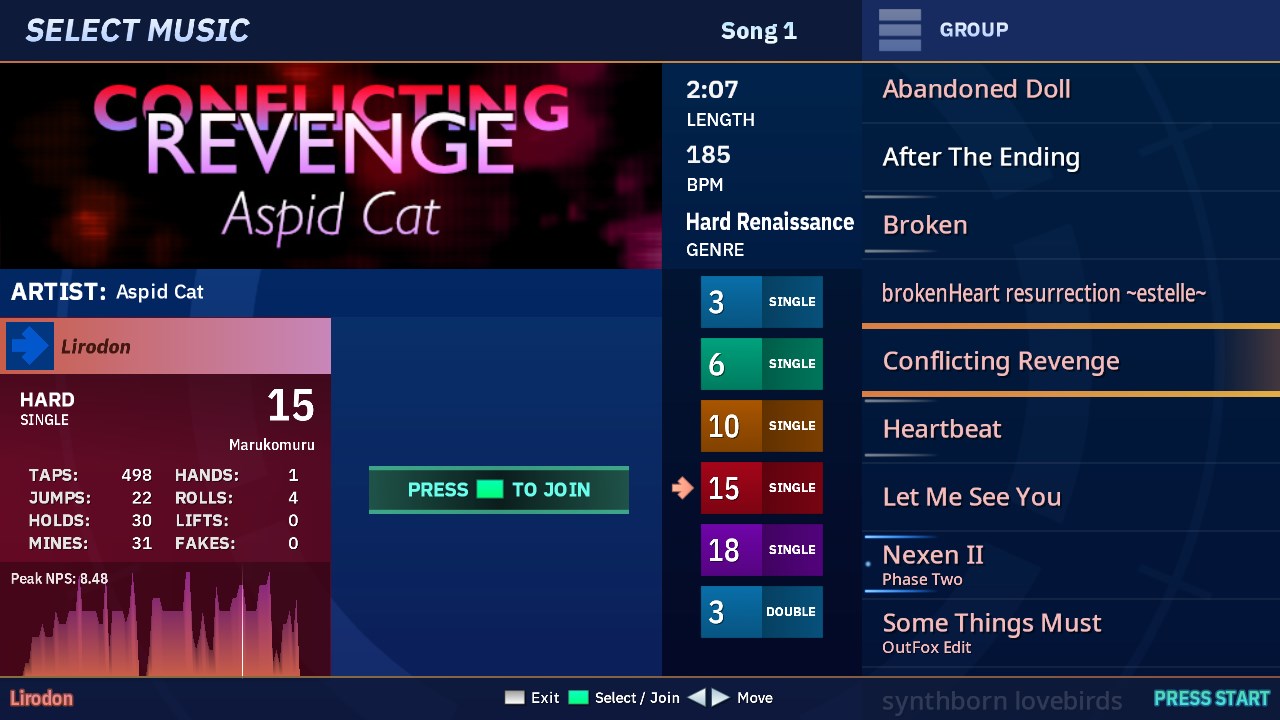 SELECT MUSIC
Song 1
GROUP
CONFLICTING
REVENGE
Aspid Cat
2:07
LENGTH
185
BPM
Hard Renaissance
GENRE
ARTIST: Aspid Cat
Lirodon
HARD
SINGLE
15
Marukomuru
TAPS: 498 HANDS: 1
JUMPS: 22 ROLLS: 4
HOLDS: 30 LIFTS: 0
MINES: 31 FAKES: 0
Peak NPS: 8.48
PRESS TO JOIN
3 SINGLE
6 SINGLE
10 SINGLE
15 SINGLE
18 SINGLE
3 DOUBLE
Abandoned Doll
After The Ending
Broken
brokenHeart resurrection ~estelle~
Conflicting Revenge
Heartbeat
Let Me See You
Nexen II
Phase Two
Some Things Must
OutFox Edit
synthborn lovebirds
Lirodon
Exit Select / Join Move
PRESS START